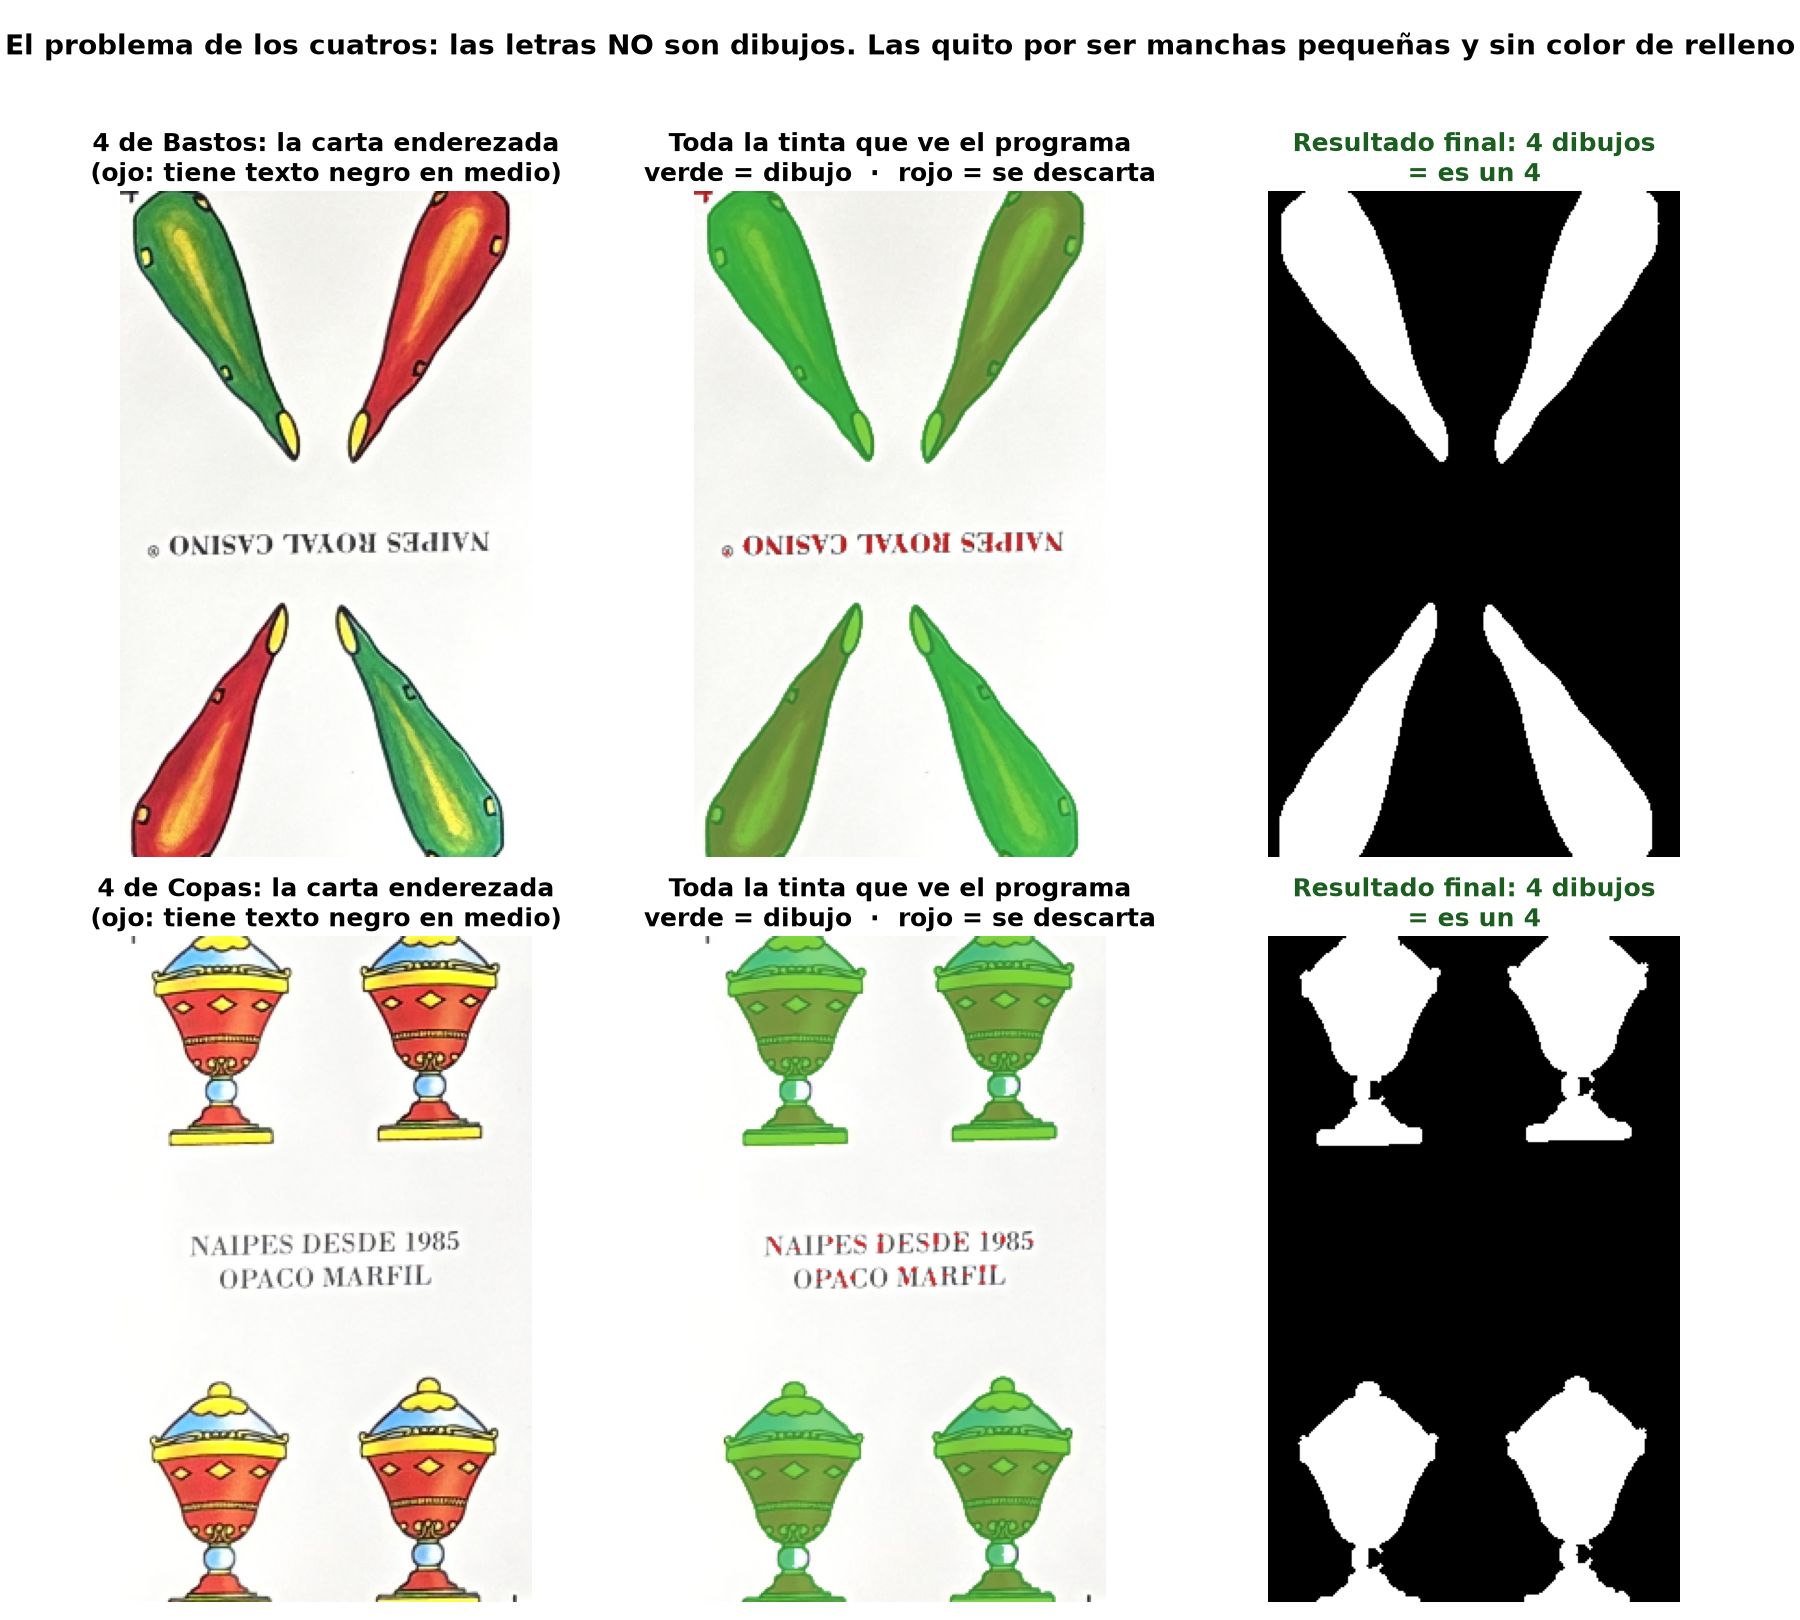 El problema de los cuatros: las letras NO son dibujos. Las quito por ser manchas pequeñas y sin color de relleno
4 de Bastos: la carta enderezada
(ojo: tiene texto negro en medio)
Toda la tinta que ve el programa
verde = dibujo · rojo = se descarta
Resultado final: 4 dibujos
= es un 4
NAIPES ROYAL CASINO ®
NAIPES ROYAL CASINO ®
4 de Copas: la carta enderezada
(ojo: tiene texto negro en medio)
Toda la tinta que ve el programa
verde = dibujo · rojo = se descarta
Resultado final: 4 dibujos
= es un 4
NAIPES DESDE 1985
OPACO MARFIL
NAIPES DESDE 1985
OPACO MARFIL